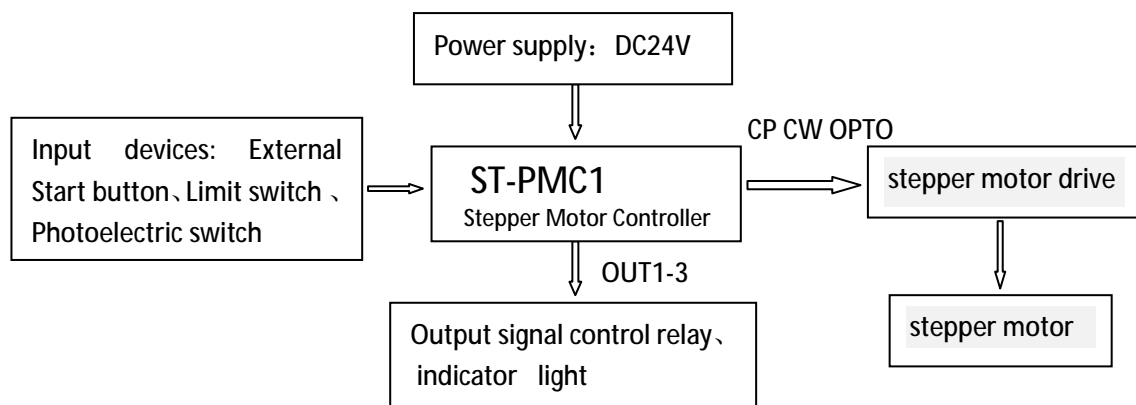 Power supply：DC24V
CP CW OPTO
Input devices: External
Start button、Limit switch 、
Photoelectric switch
ST-PMC1
Stepper Motor Controller
stepper motor drive
OUT1-3
Output signal control relay、
indicator light
stepper motor